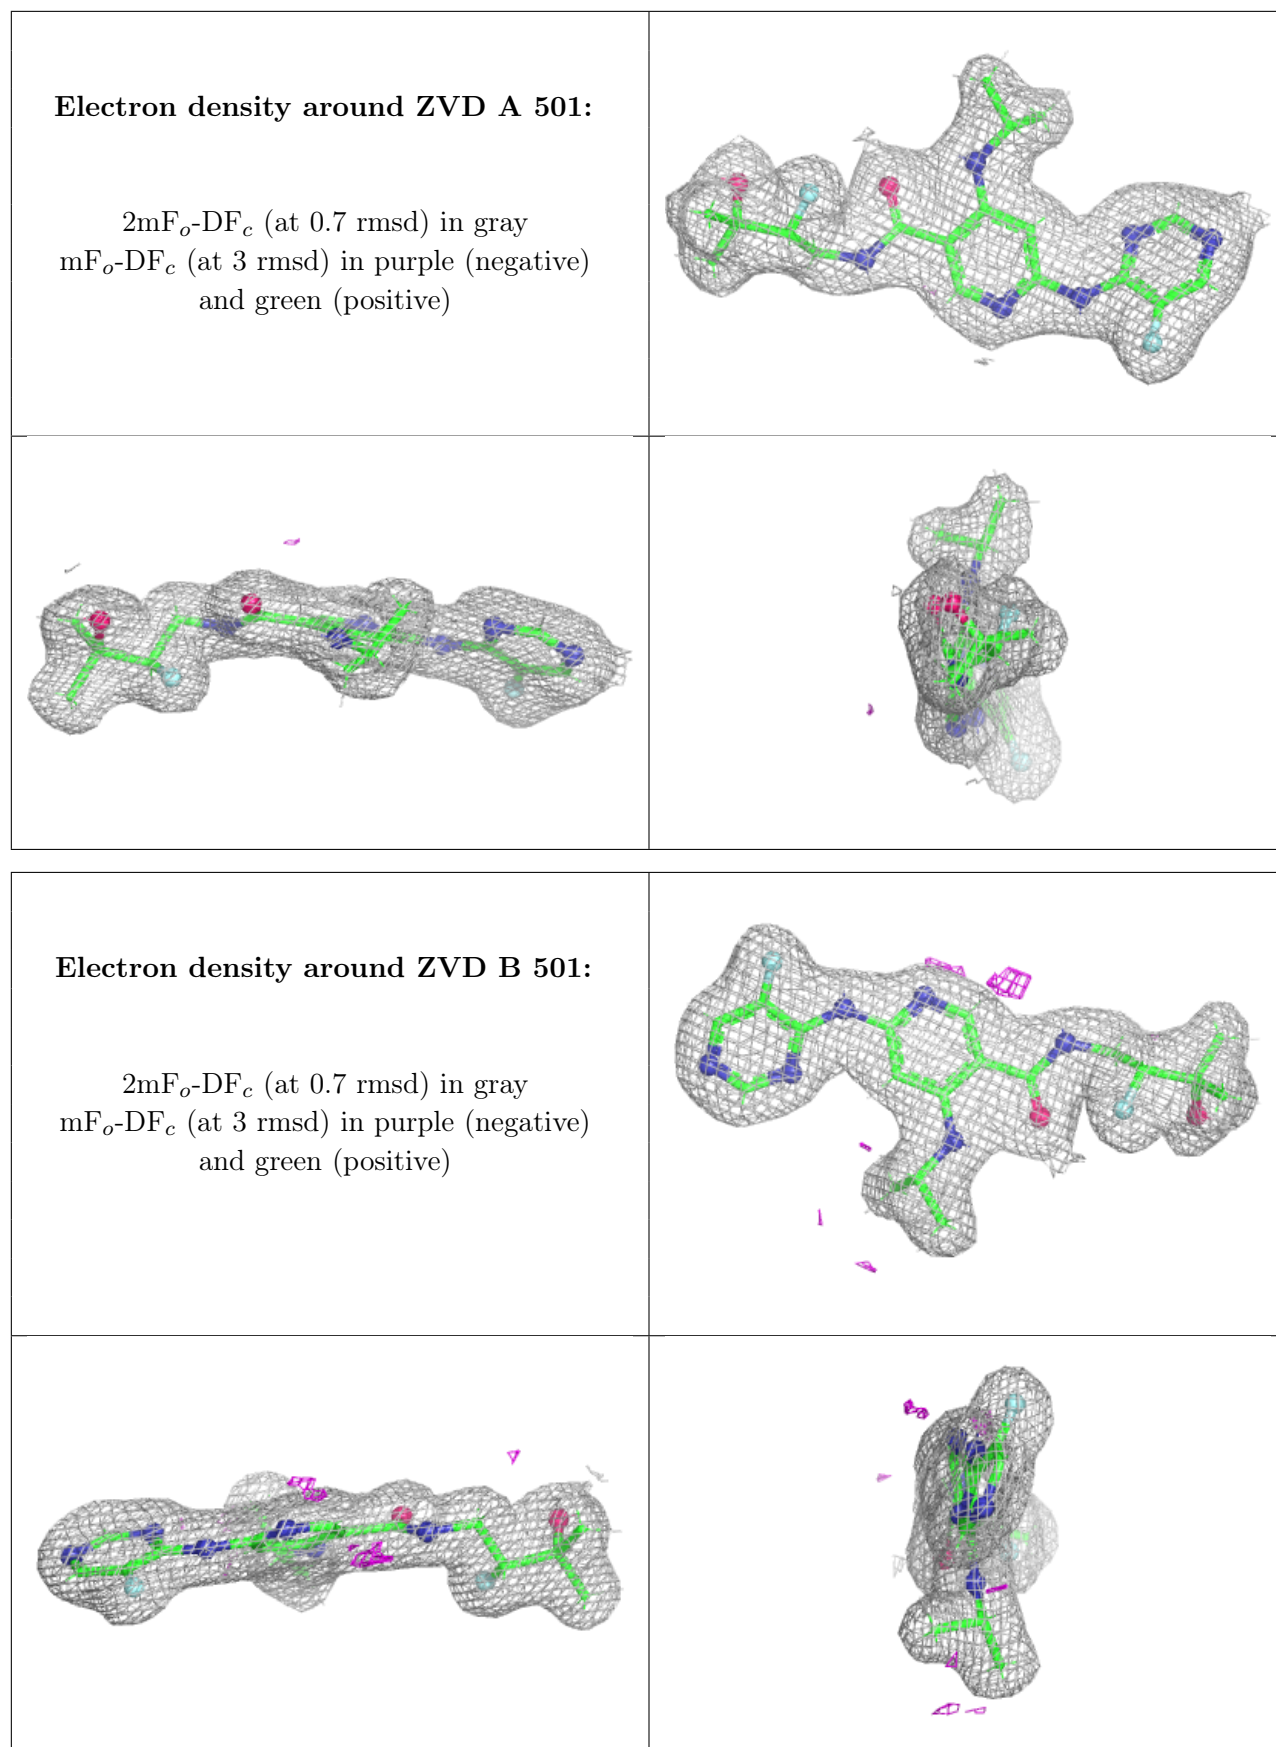 Electron density around ZVD A 501:
2mFₒ-DF𝒸 (at 0.7 rmsd) in gray
mFₒ-DF𝒸 (at 3 rmsd) in purple (negative)
and green (positive)
Electron density around ZVD B 501:
2mFₒ-DF𝒸 (at 0.7 rmsd) in gray
mFₒ-DF𝒸 (at 3 rmsd) in purple (negative)
and green (positive)